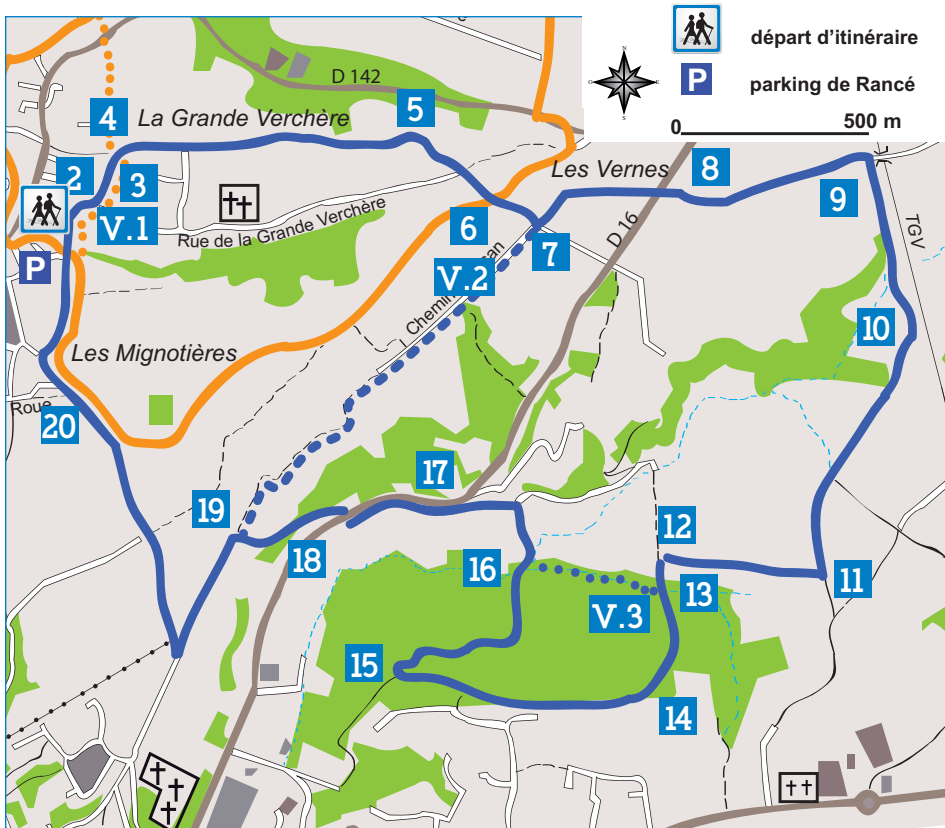 N
O
E
S
départ d'itinéraire
P
parking de Rancé
0
500 m
D 142
4
La Grande Verchère
5
2
3
V.1
Rue de la Grande Verchère
Les Vernes
8
9
6
7
D 16
TGV
P
V.2
Chemin
10
Les Mignotières
Roue
20
17
19
12
18
16
13
11
V.3
15
14